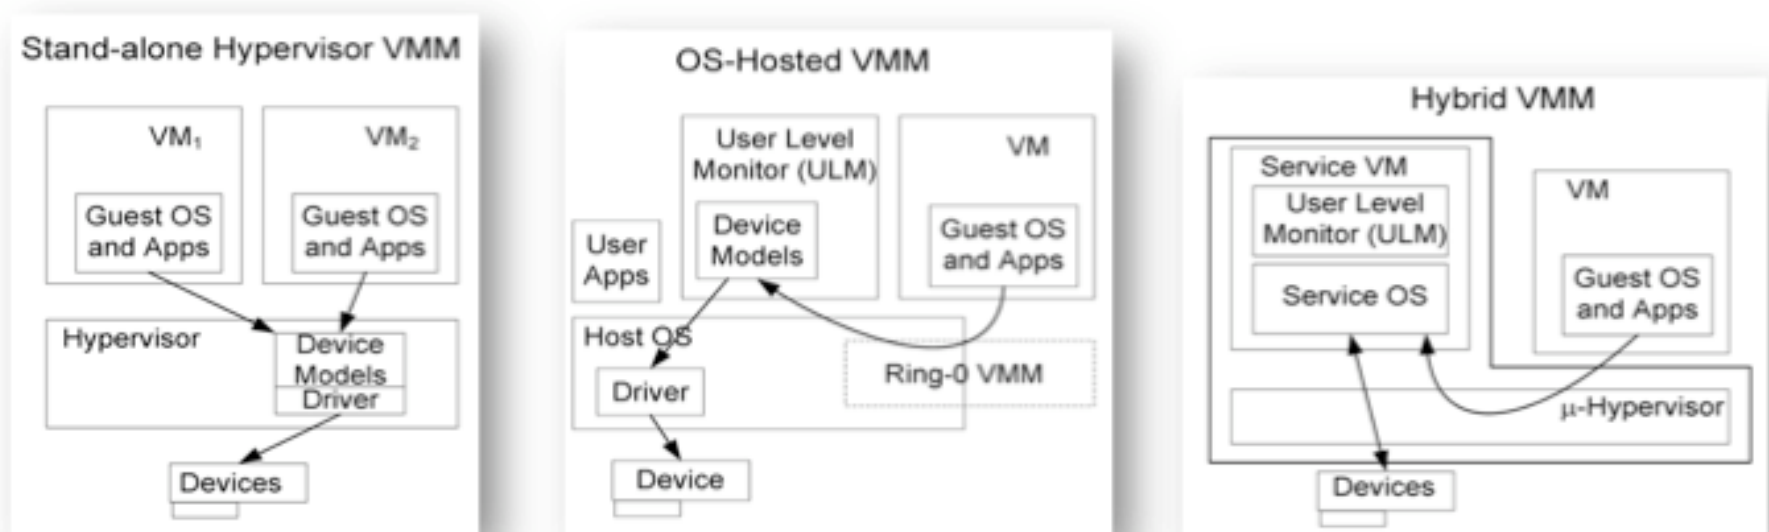 Stand-alone Hypervisor VMM
VM₁
VM₂
Guest OS
and Apps
Guest OS
and Apps
Hypervisor
Device
Models
Driver
Devices
OS-Hosted VMM
User Level
Monitor (ULM)
VM
Device
Models
Guest OS
and Apps
User
Apps
Host OS
Ring-0 VMM
Driver
Device
Hybrid VMM
Service VM
User Level
Monitor (ULM)
VM
Service OS
Guest OS
and Apps
μ-Hypervisor
Devices